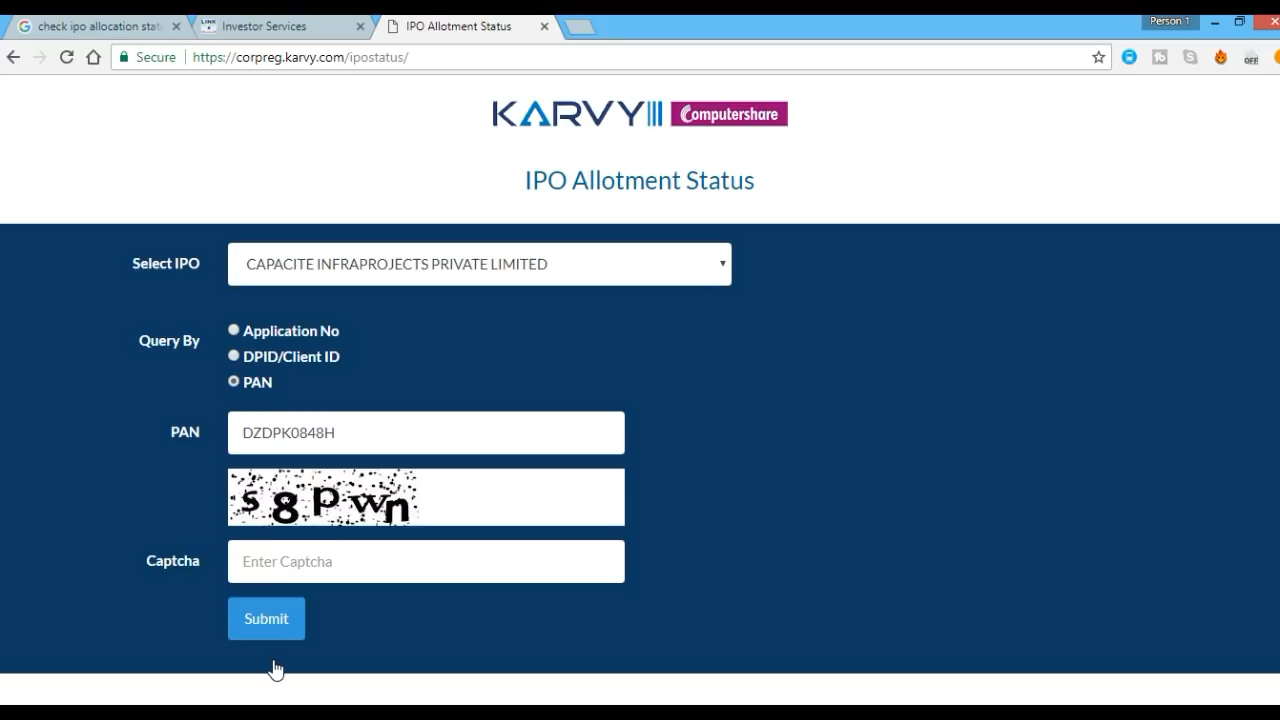 check ipo allocation stat
Investor Services
IPO Allotment Status
Person 1
Secure
https://corpreg.karvy.com/ipostatus/
OFF
KARVY Computershare
IPO Allotment Status
Select IPO
CAPACITE INFRAPROJECTS PRIVATE LIMITED
Query By
Application No
DPID/Client ID
PAN
PAN
DZDPK0848H
s8pwn
Captcha
Enter Captcha
Submit